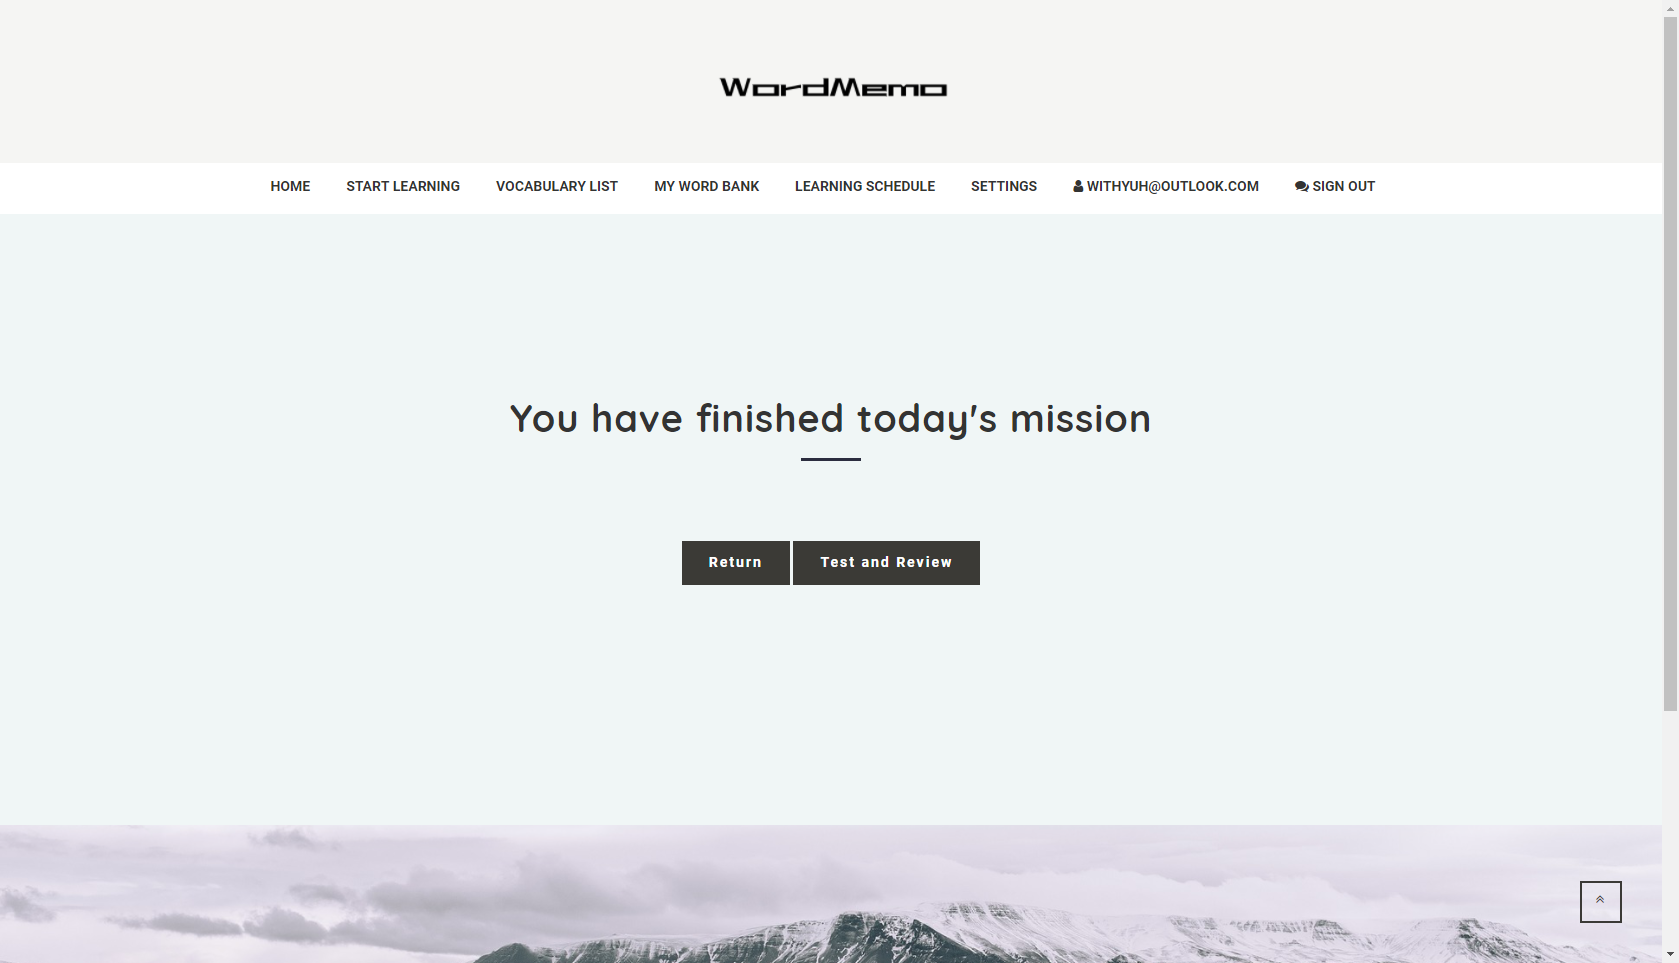 WordMemo
HOME START LEARNING VOCABULARY LIST MY WORD BANK LEARNING SCHEDULE SETTINGS WITHYUH@OUTLOOK.COM SIGN OUT
You have finished today's mission
Return Test and Review